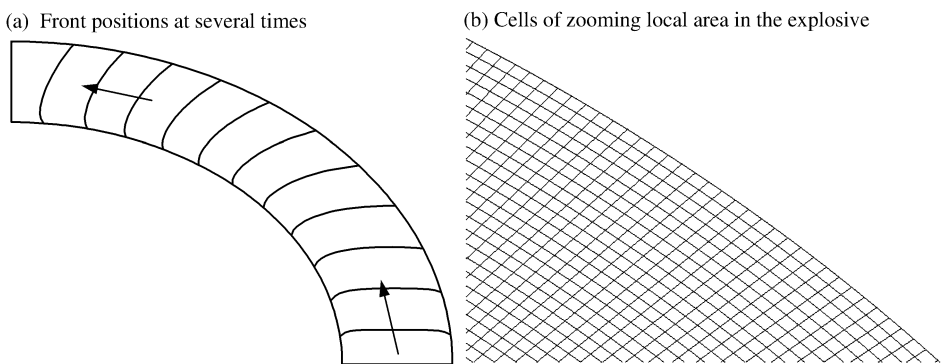 (a) Front positions at several times
(b) Cells of zooming local area in the explosive